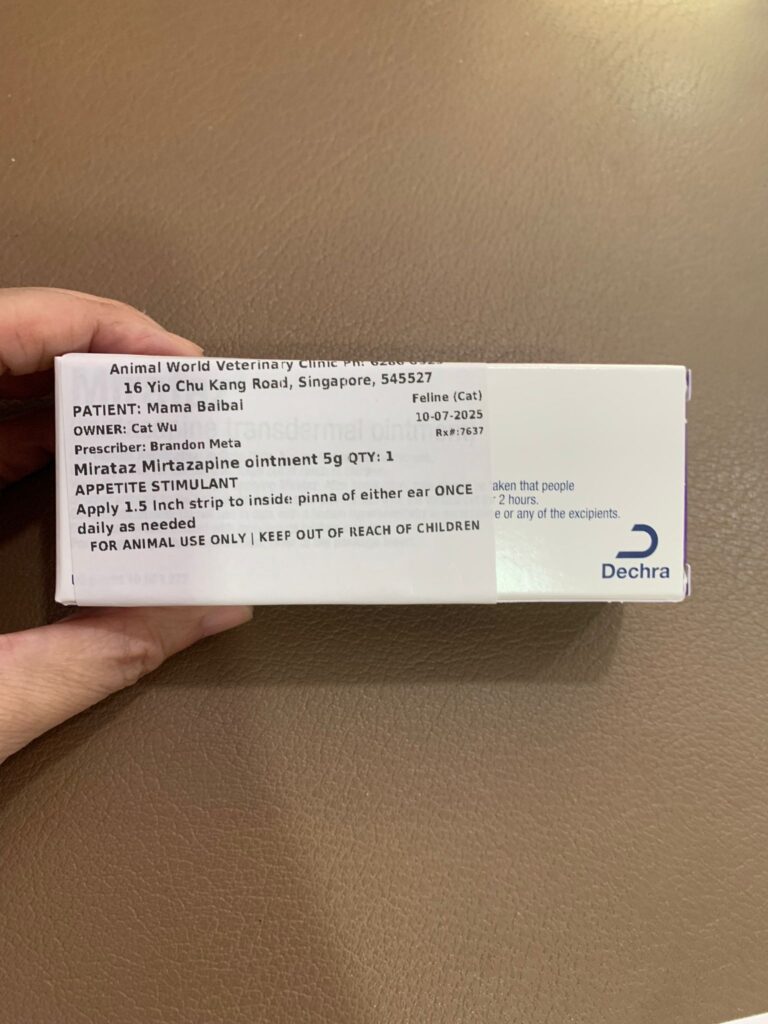 Animal World Veterinary Clinic Ph:
16 Yio Chu Kang Road, Singapore, 545527
PATIENT: Mama Baibai
Feline (Cat)
OWNER: Cat Wu
10-07-2025
Prescriber: Brandon Meta
Rx#:7637
Mirataz Mirtazapine ointment 5g QTY: 1
APPETITE STIMULANT
Apply 1.5 Inch strip to inside pinna of either ear ONCE
daily as needed
FOR ANIMAL USE ONLY | KEEP OUT OF REACH OF CHILDREN
transdermal
aken that people
2 hours.
e or any of the excipients.
Dechra